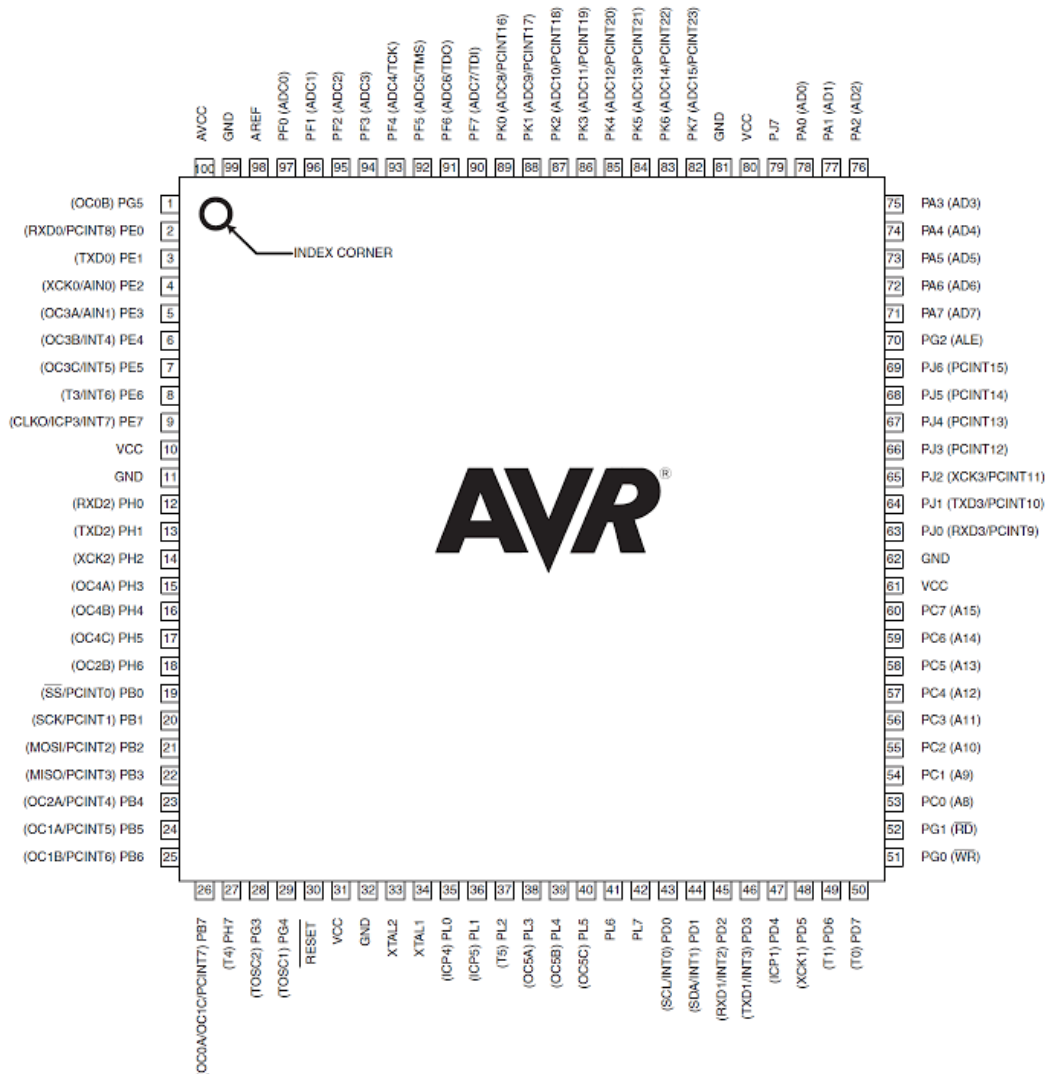 AVCC
GND
AREF
PF0 (ADC0)
PF1 (ADC1)
PF2 (ADC2)
PF3 (ADC3)
PF4 (ADC4/TCK)
PF5 (ADC5/TMS)
PF6 (ADC6/TDO)
PF7 (ADC7/TDI)
PK0 (ADC8/PCINT16)
PK1 (ADC9/PCINT17)
PK2 (ADC10/PCINT18)
PK3 (ADC11/PCINT19)
PK4 (ADC12/PCINT20)
PK5 (ADC13/PCINT21)
PK6 (ADC14/PCINT22)
PK7 (ADC15/PCINT23)
GND
VCC
PJ7
PA0 (AD0)
PA1 (AD1)
PA2 (AD2)
100 99 98 97 96 95 94 93 92 91 90 89 88 87 86 85 84 83 82 81 80 79 78 77 76
(OC0B) PG5 1
(RXD0/PCINT8) PE0 2
(TXD0) PE1 3
(XCK0/AIN0) PE2 4
(OC3A/AIN1) PE3 5
(OC3B/INT4) PE4 6
(OC3C/INT5) PE5 7
(T3/INT6) PE6 8
(CLKO/ICP3/INT7) PE7 9
VCC 10
GND 11
(RXD2) PH0 12
(TXD2) PH1 13
(XCK2) PH2 14
(OC4A) PH3 15
(OC4B) PH4 16
(OC4C) PH5 17
(OC2B) PH6 18
(SS/PCINT0) PB0 19
(SCK/PCINT1) PB1 20
(MOSI/PCINT2) PB2 21
(MISO/PCINT3) PB3 22
(OC2A/PCINT4) PB4 23
(OC1A/PCINT5) PB5 24
(OC1B/PCINT6) PB6 25
INDEX CORNER
AVR®
75 PA3 (AD3)
74 PA4 (AD4)
73 PA5 (AD5)
72 PA6 (AD6)
71 PA7 (AD7)
70 PG2 (ALE)
69 PJ6 (PCINT15)
68 PJ5 (PCINT14)
67 PJ4 (PCINT13)
66 PJ3 (PCINT12)
65 PJ2 (XCK3/PCINT11)
64 PJ1 (TXD3/PCINT10)
63 PJ0 (RXD3/PCINT9)
62 GND
61 VCC
60 PC7 (A15)
59 PC6 (A14)
58 PC5 (A13)
57 PC4 (A12)
56 PC3 (A11)
55 PC2 (A10)
54 PC1 (A9)
53 PC0 (A8)
52 PG1 (RD)
51 PG0 (WR)
26 27 28 29 30 31 32 33 34 35 36 37 38 39 40 41 42 43 44 45 46 47 48 49 50
OC0A/OC1C/PCINT7) PB7
(T4) PH7
(TOSC2) PG3
(TOSC1) PG4
RESET
VCC
GND
XTAL2
XTAL1
(ICP4) PL0
(ICP5) PL1
(T5) PL2
(OC5A) PL3
(OC5B) PL4
(OC5C) PL5
PL6
PL7
(SCL/INT0) PD0
(SDA/INT1) PD1
(RXD1/INT2) PD2
(TXD1/INT3) PD3
(ICP1) PD4
(XCK1) PD5
(T1) PD6
(T0) PD7